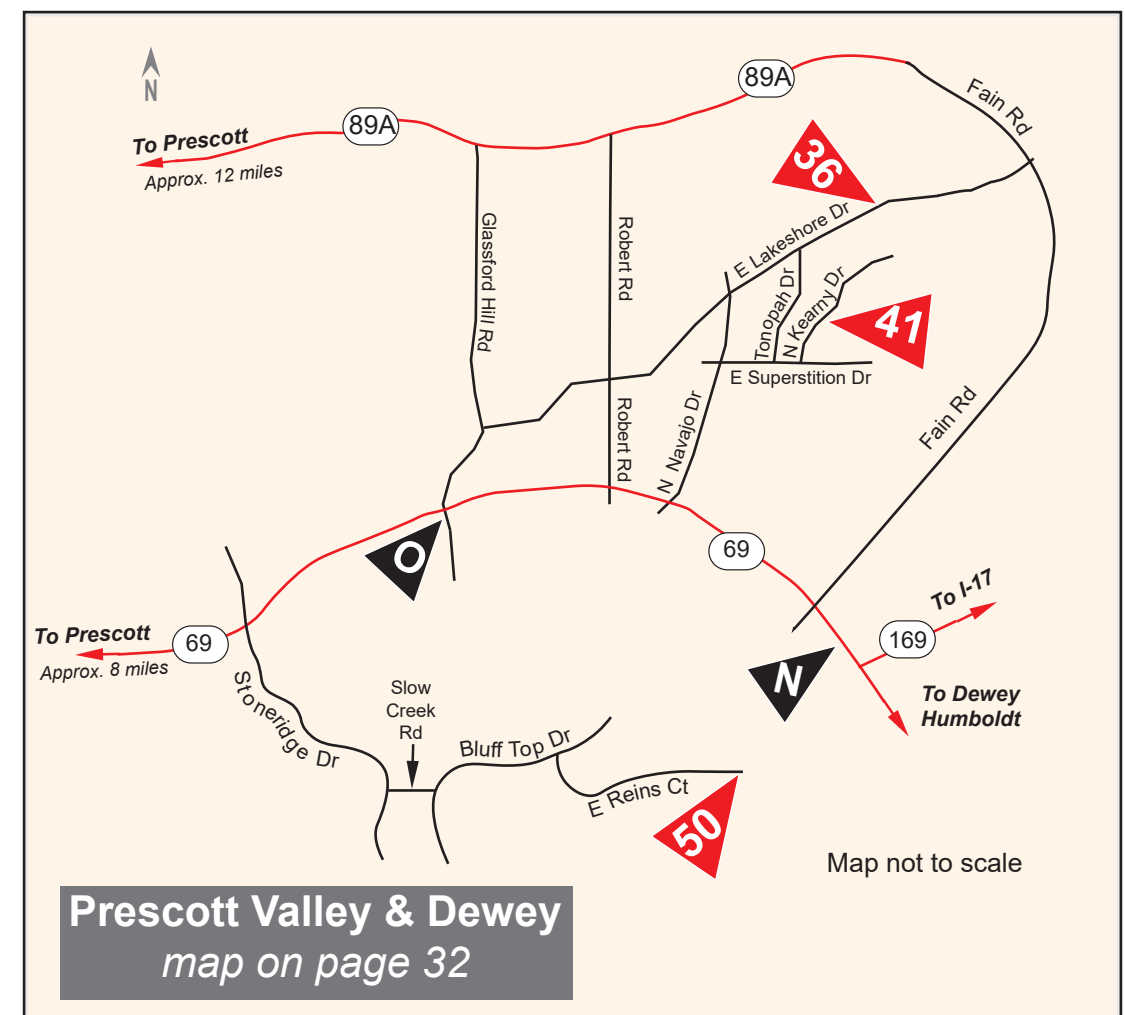 N
To Prescott
Approx. 12 miles
89A
89A
Fain Rd
36
E Lakeshore Dr
Glassford Hill Rd
Robert Rd
Tonopah Dr
N Kearny Dr
41
E Superstition Dr
Robert Rd
N Navajo Dr
Fain Rd
O
69
To I-17
169
To Prescott
69
Approx. 8 miles
N
To Dewey
Humboldt
Stoneridge Dr
Slow
Creek
Rd
Bluff Top Dr
E Reins Ct
50
Map not to scale
Prescott Valley & Dewey
map on page 32